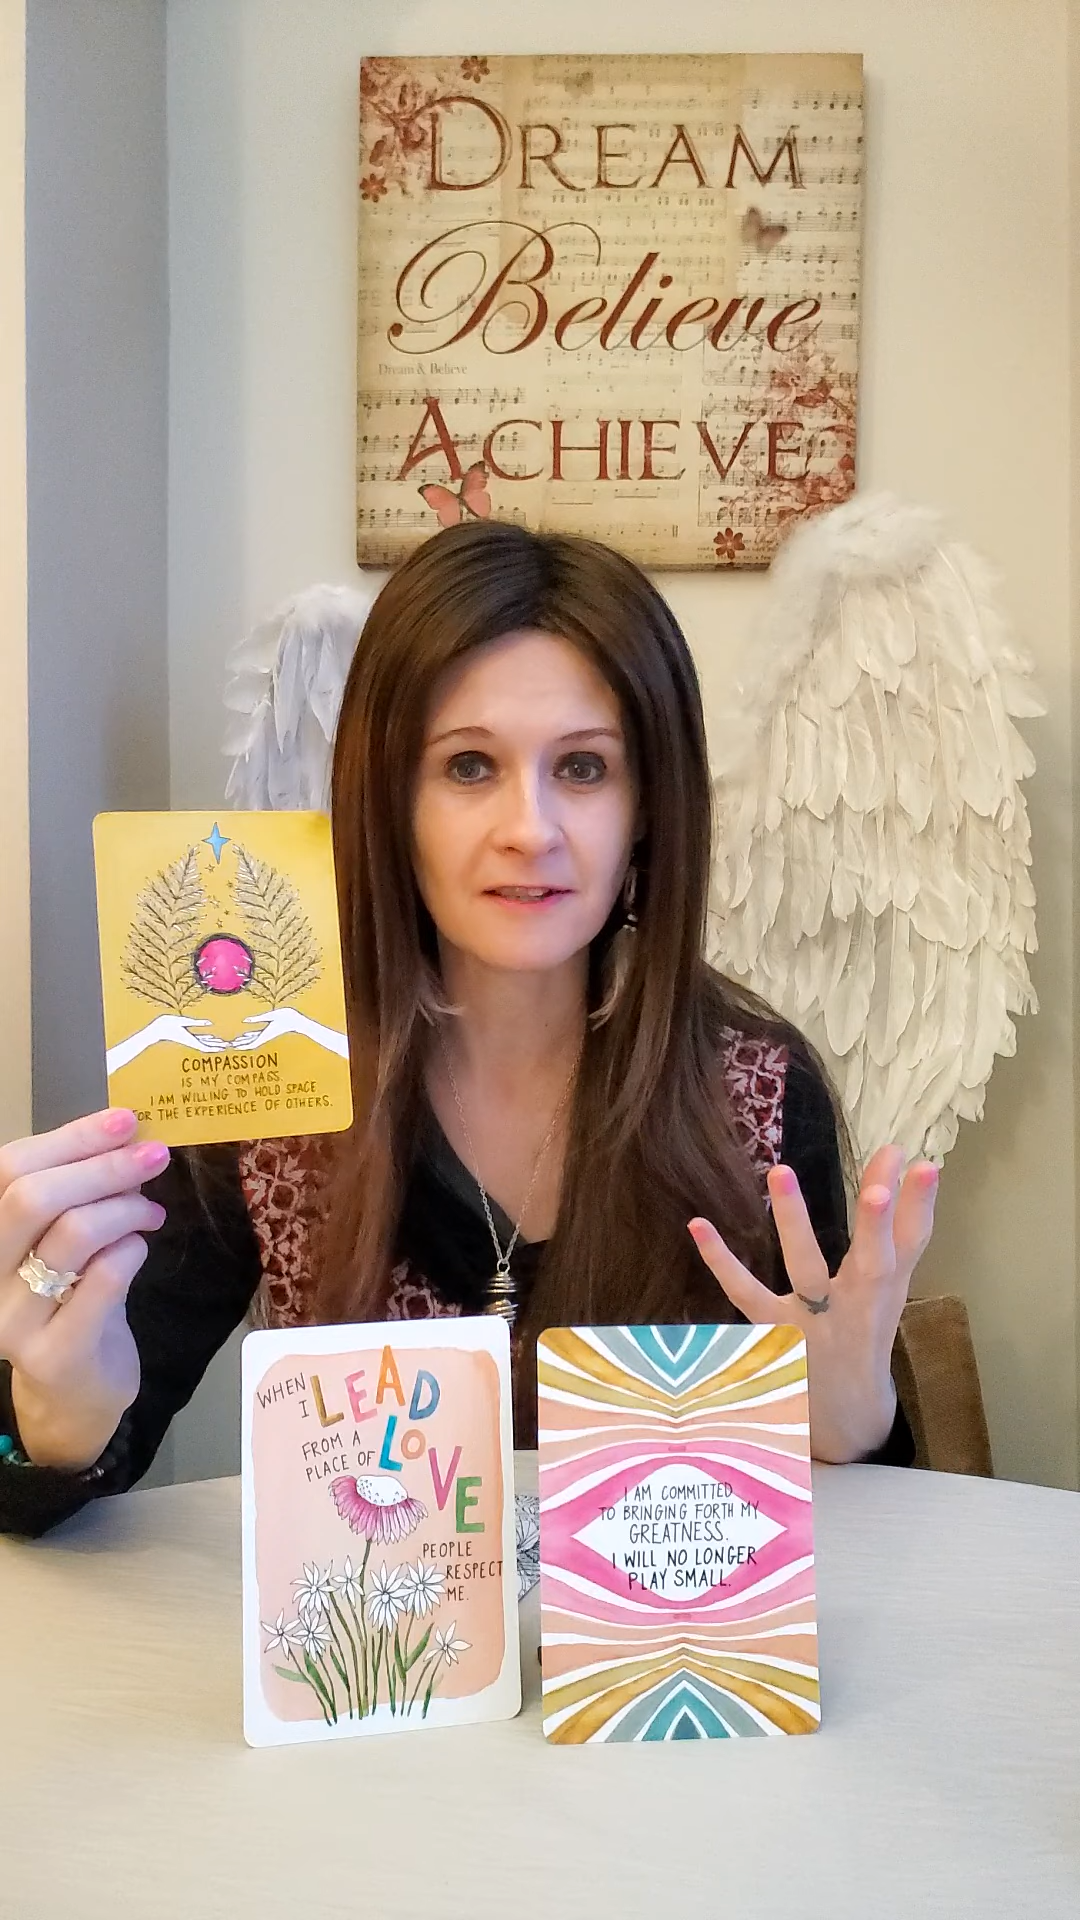 DREAM
Believe
Dream & Believe
ACHIEVE
COMPASSION
IS MY COMPASS.
I AM WILLING TO HOLD SPACE
FOR THE EXPERIENCE OF OTHERS.
WHEN
I LEAD
FROM A
PLACE OF LOVE
PEOPLE
RESPECT
ME.
I AM COMMITTED
TO BRINGING FORTH MY
GREATNESS.
I WILL NO LONGER
PLAY SMALL.